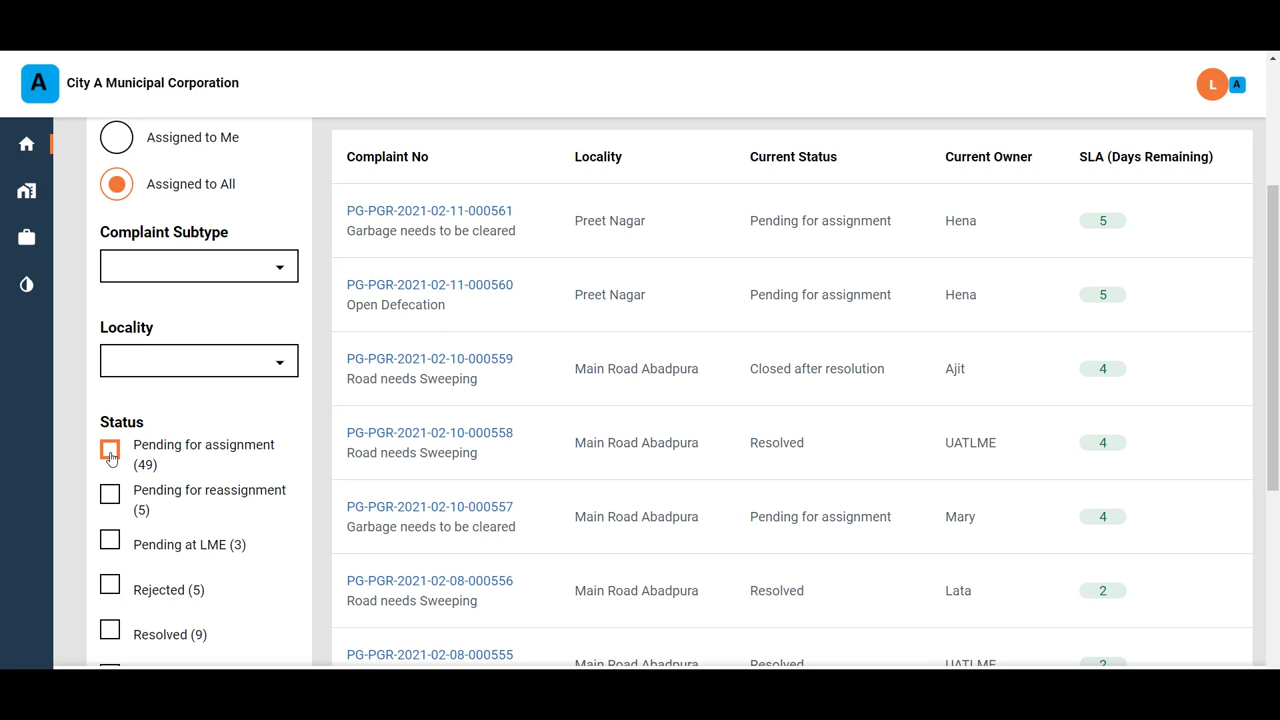 A City A Municipal Corporation
L A
Assigned to Me
Assigned to All
Complaint Subtype
Locality
Status
Pending for assignment
(49)
Pending for reassignment
(5)
Pending at LME (3)
Rejected (5)
Resolved (9)
Complaint No Locality Current Status Current Owner SLA (Days Remaining)
PG-PGR-2021-02-11-000561
Garbage needs to be cleared Preet Nagar Pending for assignment Hena 5
PG-PGR-2021-02-11-000560
Open Defecation Preet Nagar Pending for assignment Hena 5
PG-PGR-2021-02-10-000559
Road needs Sweeping Main Road Abadpura Closed after resolution Ajit 4
PG-PGR-2021-02-10-000558
Road needs Sweeping Main Road Abadpura Resolved UATLME 4
PG-PGR-2021-02-10-000557
Garbage needs to be cleared Main Road Abadpura Pending for assignment Mary 4
PG-PGR-2021-02-08-000556
Road needs Sweeping Main Road Abadpura Resolved Lata 2
PG-PGR-2021-02-08-000555
Main Road Abadpura Resolved UATLME 2